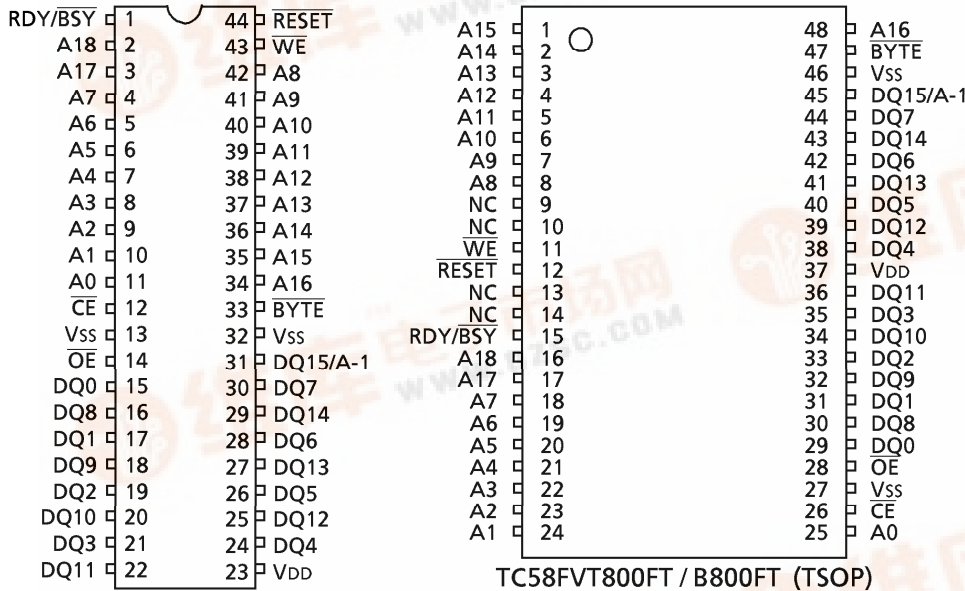 RDY/BSY 1 44 RESET
A18 2 43 WE
A17 3 42 A8
A7 4 41 A9
A6 5 40 A10
A5 6 39 A11
A4 7 38 A12
A3 8 37 A13
A2 9 36 A14
A1 10 35 A15
A0 11 34 A16
CE 12 33 BYTE
Vss 13 32 Vss
OE 14 31 DQ15/A-1
DQ0 15 30 DQ7
DQ8 16 29 DQ14
DQ1 17 28 DQ6
DQ9 18 27 DQ13
DQ2 19 26 DQ5
DQ10 20 25 DQ12
DQ3 21 24 DQ4
DQ11 22 23 VDD
A15 1 48 A16
A14 2 47 BYTE
A13 3 46 Vss
A12 4 45 DQ15/A-1
A11 5 44 DQ7
A10 6 43 DQ14
A9 7 42 DQ6
A8 8 41 DQ13
NC 9 40 DQ5
NC 10 39 DQ12
WE 11 38 DQ4
RESET 12 37 VDD
NC 13 36 DQ11
NC 14 35 DQ3
RDY/BSY 15 34 DQ10
A18 16 33 DQ2
A17 17 32 DQ9
A7 18 31 DQ1
A6 19 30 DQ8
A5 20 29 DQ0
A4 21 28 OE
A3 22 27 Vss
A2 23 26 CE
A1 24 25 A0
TC58FVT800FT / B800FT (TSOP)